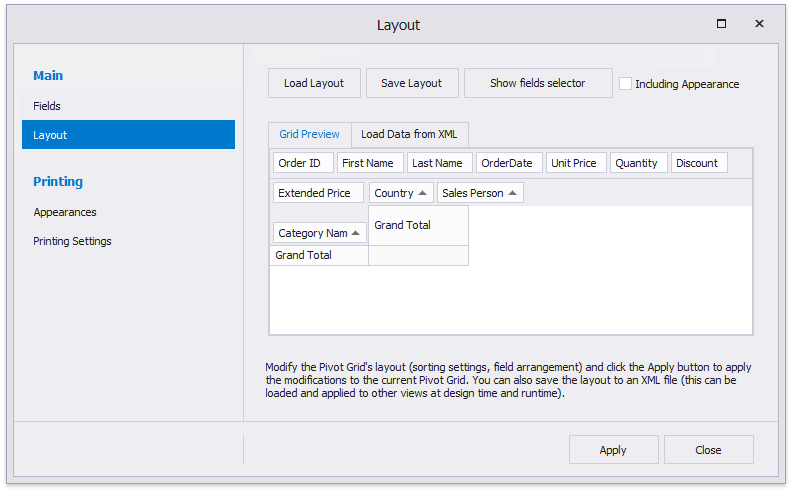 Layout
Main
Fields
Layout
Printing
Appearances
Printing Settings
Load Layout Save Layout Show fields selector Including Appearance
Grid Preview Load Data from XML
Order ID First Name Last Name OrderDate Unit Price Quantity Discount
Extended Price Country Sales Person
Grand Total
Category Nam
Grand Total
Modify the Pivot Grid's layout (sorting settings, field arrangement) and click the Apply button to apply
the modifications to the current Pivot Grid. You can also save the layout to an XML file (this can be
loaded and applied to other views at design time and runtime).
Apply Close